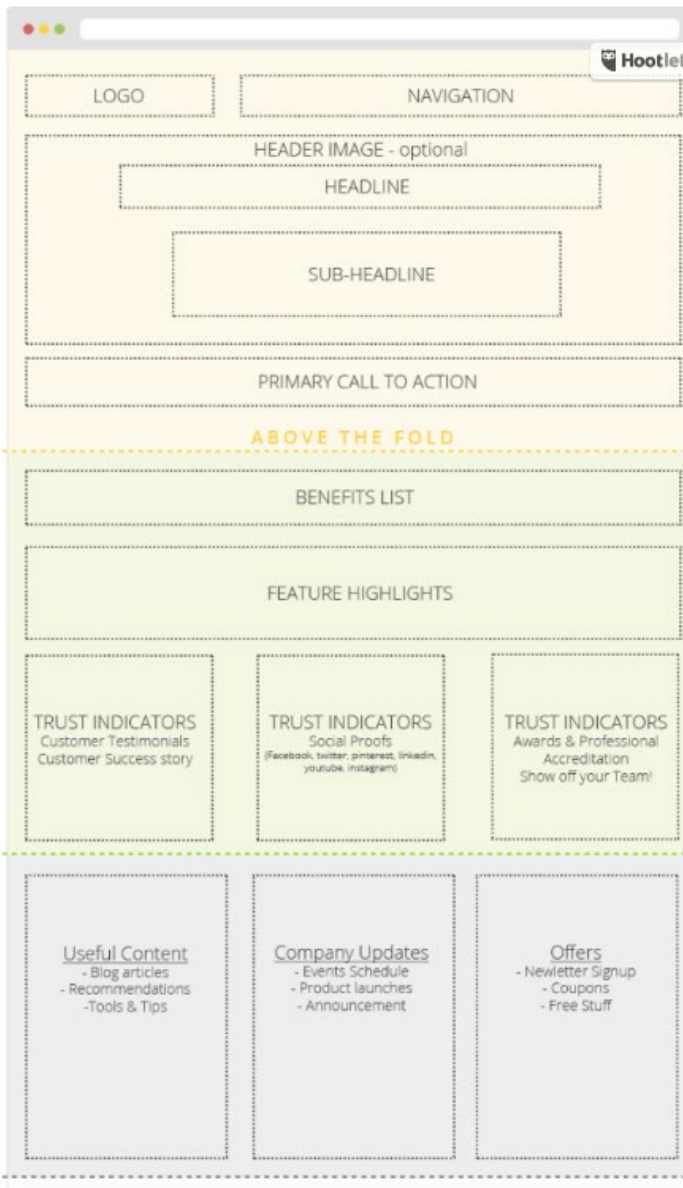 Hootlet
LOGO
NAVIGATION
HEADER IMAGE - optional
HEADLINE
SUB-HEADLINE
PRIMARY CALL TO ACTION
ABOVE THE FOLD
BENEFITS LIST
FEATURE HIGHLIGHTS
TRUST INDICATORS
Customer Testimonials
Customer Success story
TRUST INDICATORS
Social Proofs
(Facebook, twitter, pinterest, linkedin,
youtube, instagram)
TRUST INDICATORS
Awards & Professional
Accreditation
Show off your Team!
Useful Content
- Blog articles
- Recommendations
-Tools & Tips
Company Updates
- Events Schedule
- Product launches
- Announcement
Offers
- Newletter Signup
- Coupons
- Free Stuff